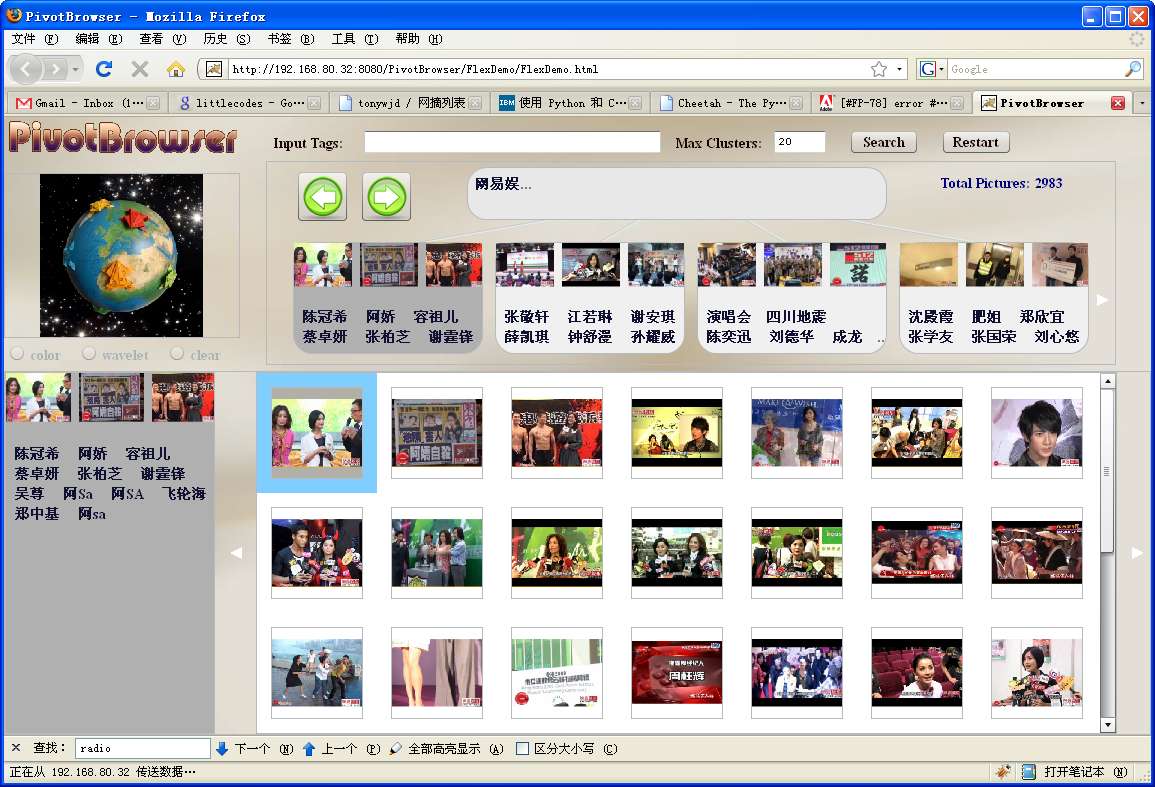 PivotBrowser - Mozilla Firefox
文件 (F) 编辑 (E) 查看 (V) 历史 (S) 书签 (B) 工具 (T) 帮助 (H)
http://192.168.80.32:8080/PivotBrowser/FlexDemo/FlexDemo.html
Google
Gmail - Inbox (1···
littlecodes - Go···
tonywjd / 网摘列表
IBM 使用 Python 和 C···
Cheetah - The Py···
[#FP-78] error #···
PivotBrowser
PivotBrowser
Input Tags:
Max Clusters: 20
Search
Restart
网易娱...
Total Pictures: 2983
陈冠希 阿娇 容祖儿
蔡卓妍 张柏芝 谢霆锋
张敬轩 江若琳 谢安琪
薛凯琪 钟舒漫 孙耀威
演唱会 四川地震
陈奕迅 刘德华 成龙 ..
沈殿霞 肥姐 郑欣宜
张学友 张国荣 刘心悠
color wavelet clear
陈冠希 阿娇 容祖儿
蔡卓妍 张柏芝 谢霆锋
吴尊 阿Sa 阿SA 飞轮海
郑中基 阿sa
MAKE A WISH
周柱辉
查找: radio 下一个 (N) 上一个 (P) 全部高亮显示 (A) 区分大小写 (C)
正在从 192.168.80.32 传送数据···
打开笔记本 (N)